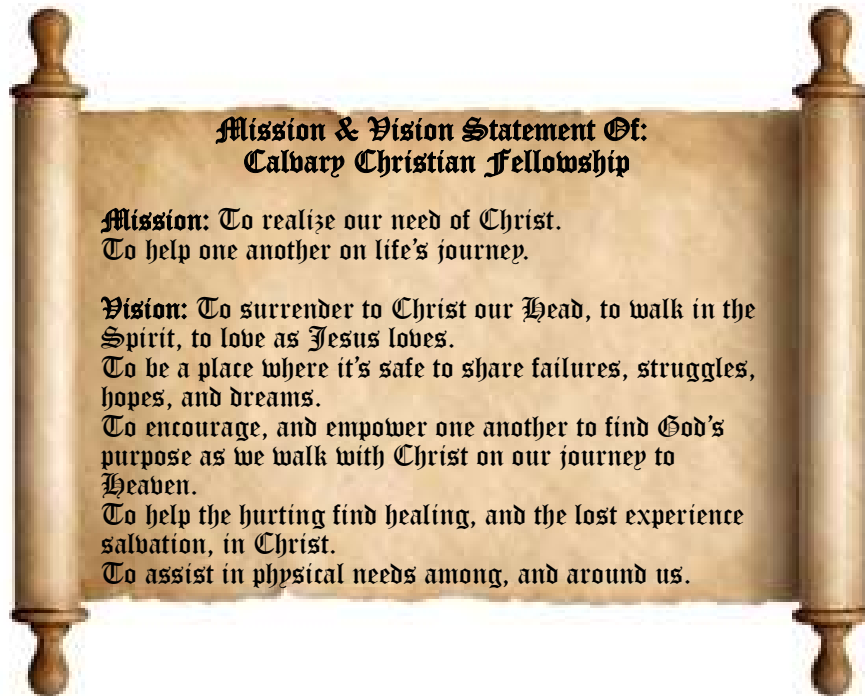 Mission & Vision Statement Of:
Calvary Christian Fellowship
Mission: To realize our need of Christ.
To help one another on life's journey.
Vision: To surrender to Christ our Head, to walk in the
Spirit, to love as Jesus loves.
To be a place where it's safe to share failures, struggles,
hopes, and dreams.
To encourage, and empower one another to find God's
purpose as we walk with Christ on our journey to
Heaven.
To help the hurting find healing, and the lost experience
salvation, in Christ.
To assist in physical needs among, and around us.